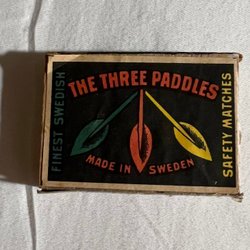 THE THREE PADDLES
FINEST SWEDISH
SAFETY MATCHES
MADE IN SWEDEN